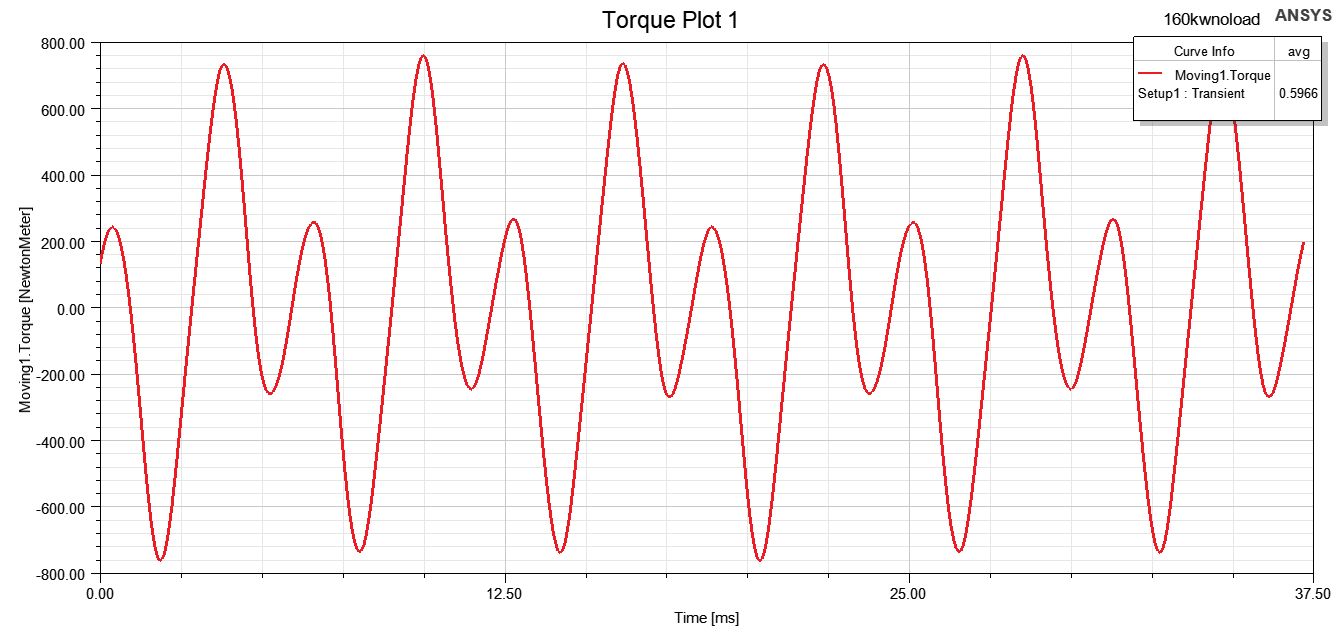 Torque Plot 1
160kwnoload
ANSYS
Curve Info avg
Moving1.Torque
Setup1 : Transient 0.5966
800.00
600.00
400.00
200.00
0.00
-200.00
-400.00
-600.00
-800.00
Moving1.Torque [NewtonMeter]
0.00 12.50 25.00 37.50
Time [ms]